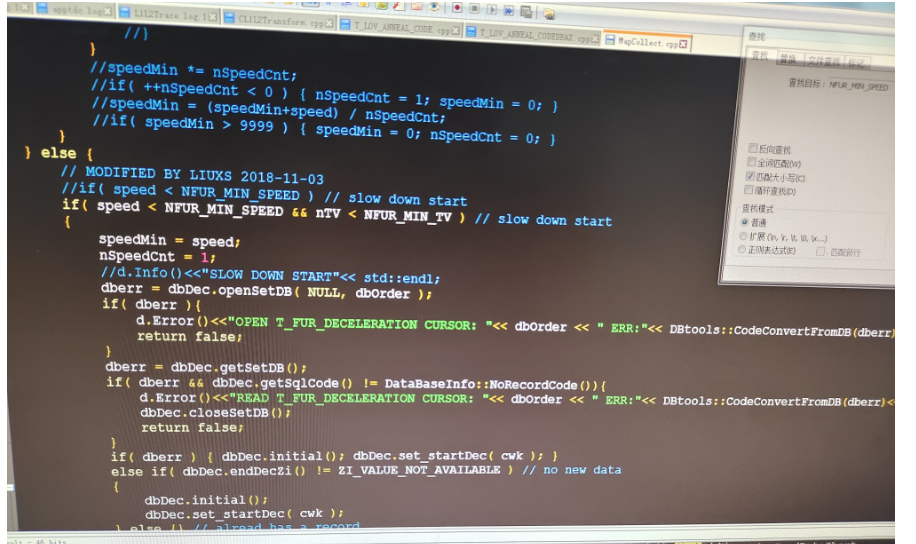 L1L2Trace.log
CL1L2Transform.cpp
T_LOV_ANNEAL_CODE.cpp
T_LOV_ANNEAL_CODEDBAX.cpp
MapCollect.cpp
//}
}
//speedMin *= nSpeedCnt;
//if( ++nSpeedCnt < 0 ) { nSpeedCnt = 1; speedMin = 0; }
//speedMin = (speedMin+speed) / nSpeedCnt;
//if( speedMin > 9999 ) { speedMin = 0; nSpeedCnt = 0; }
}
} else {
// MODIFIED BY LIUXS 2018-11-03
//if( speed < NFUR_MIN_SPEED ) // slow down start
if( speed < NFUR_MIN_SPEED && nTV < NFUR_MIN_TV ) // slow down start
{
speedMin = speed;
nSpeedCnt = 1;
//d.Info()<<"SLOW DOWN START"<< std::endl;
dberr = dbDec.openSetDB( NULL, dbOrder );
if( dberr ){
d.Error()<<"OPEN T_FUR_DECELERATION CURSOR: "<< dbOrder << " ERR:"<< DBtools::CodeConvertFromDB(dberr)
return false;
}
dberr = dbDec.getSetDB();
if( dberr && dbDec.getSqlCode() != DataBaseInfo::NoRecordCode()){
d.Error()<<"READ T_FUR_DECELERATION CURSOR: "<< dbOrder << " ERR:"<< DBtools::CodeConvertFromDB(dberr)<
dbDec.closeSetDB();
return false;
}
if( dberr ) { dbDec.initial(); dbDec.set_startDec( cwk ); }
else if( dbDec.endDecZi() != ZI_VALUE_NOT_AVAILABLE ) // no new data
{
dbDec.initial();
dbDec.set_startDec( cwk );
} else {} // alread has a record
查找
查找 替换 文件查找 标记
查找目标: NFUR_MIN_SPEED
反向查找
全词匹配(W)
匹配大小写(C)
循环查找(D)
查找模式
普通
扩展 (\n, \r, \t, \0, \x...)
正则表达式(E)
匹配新行